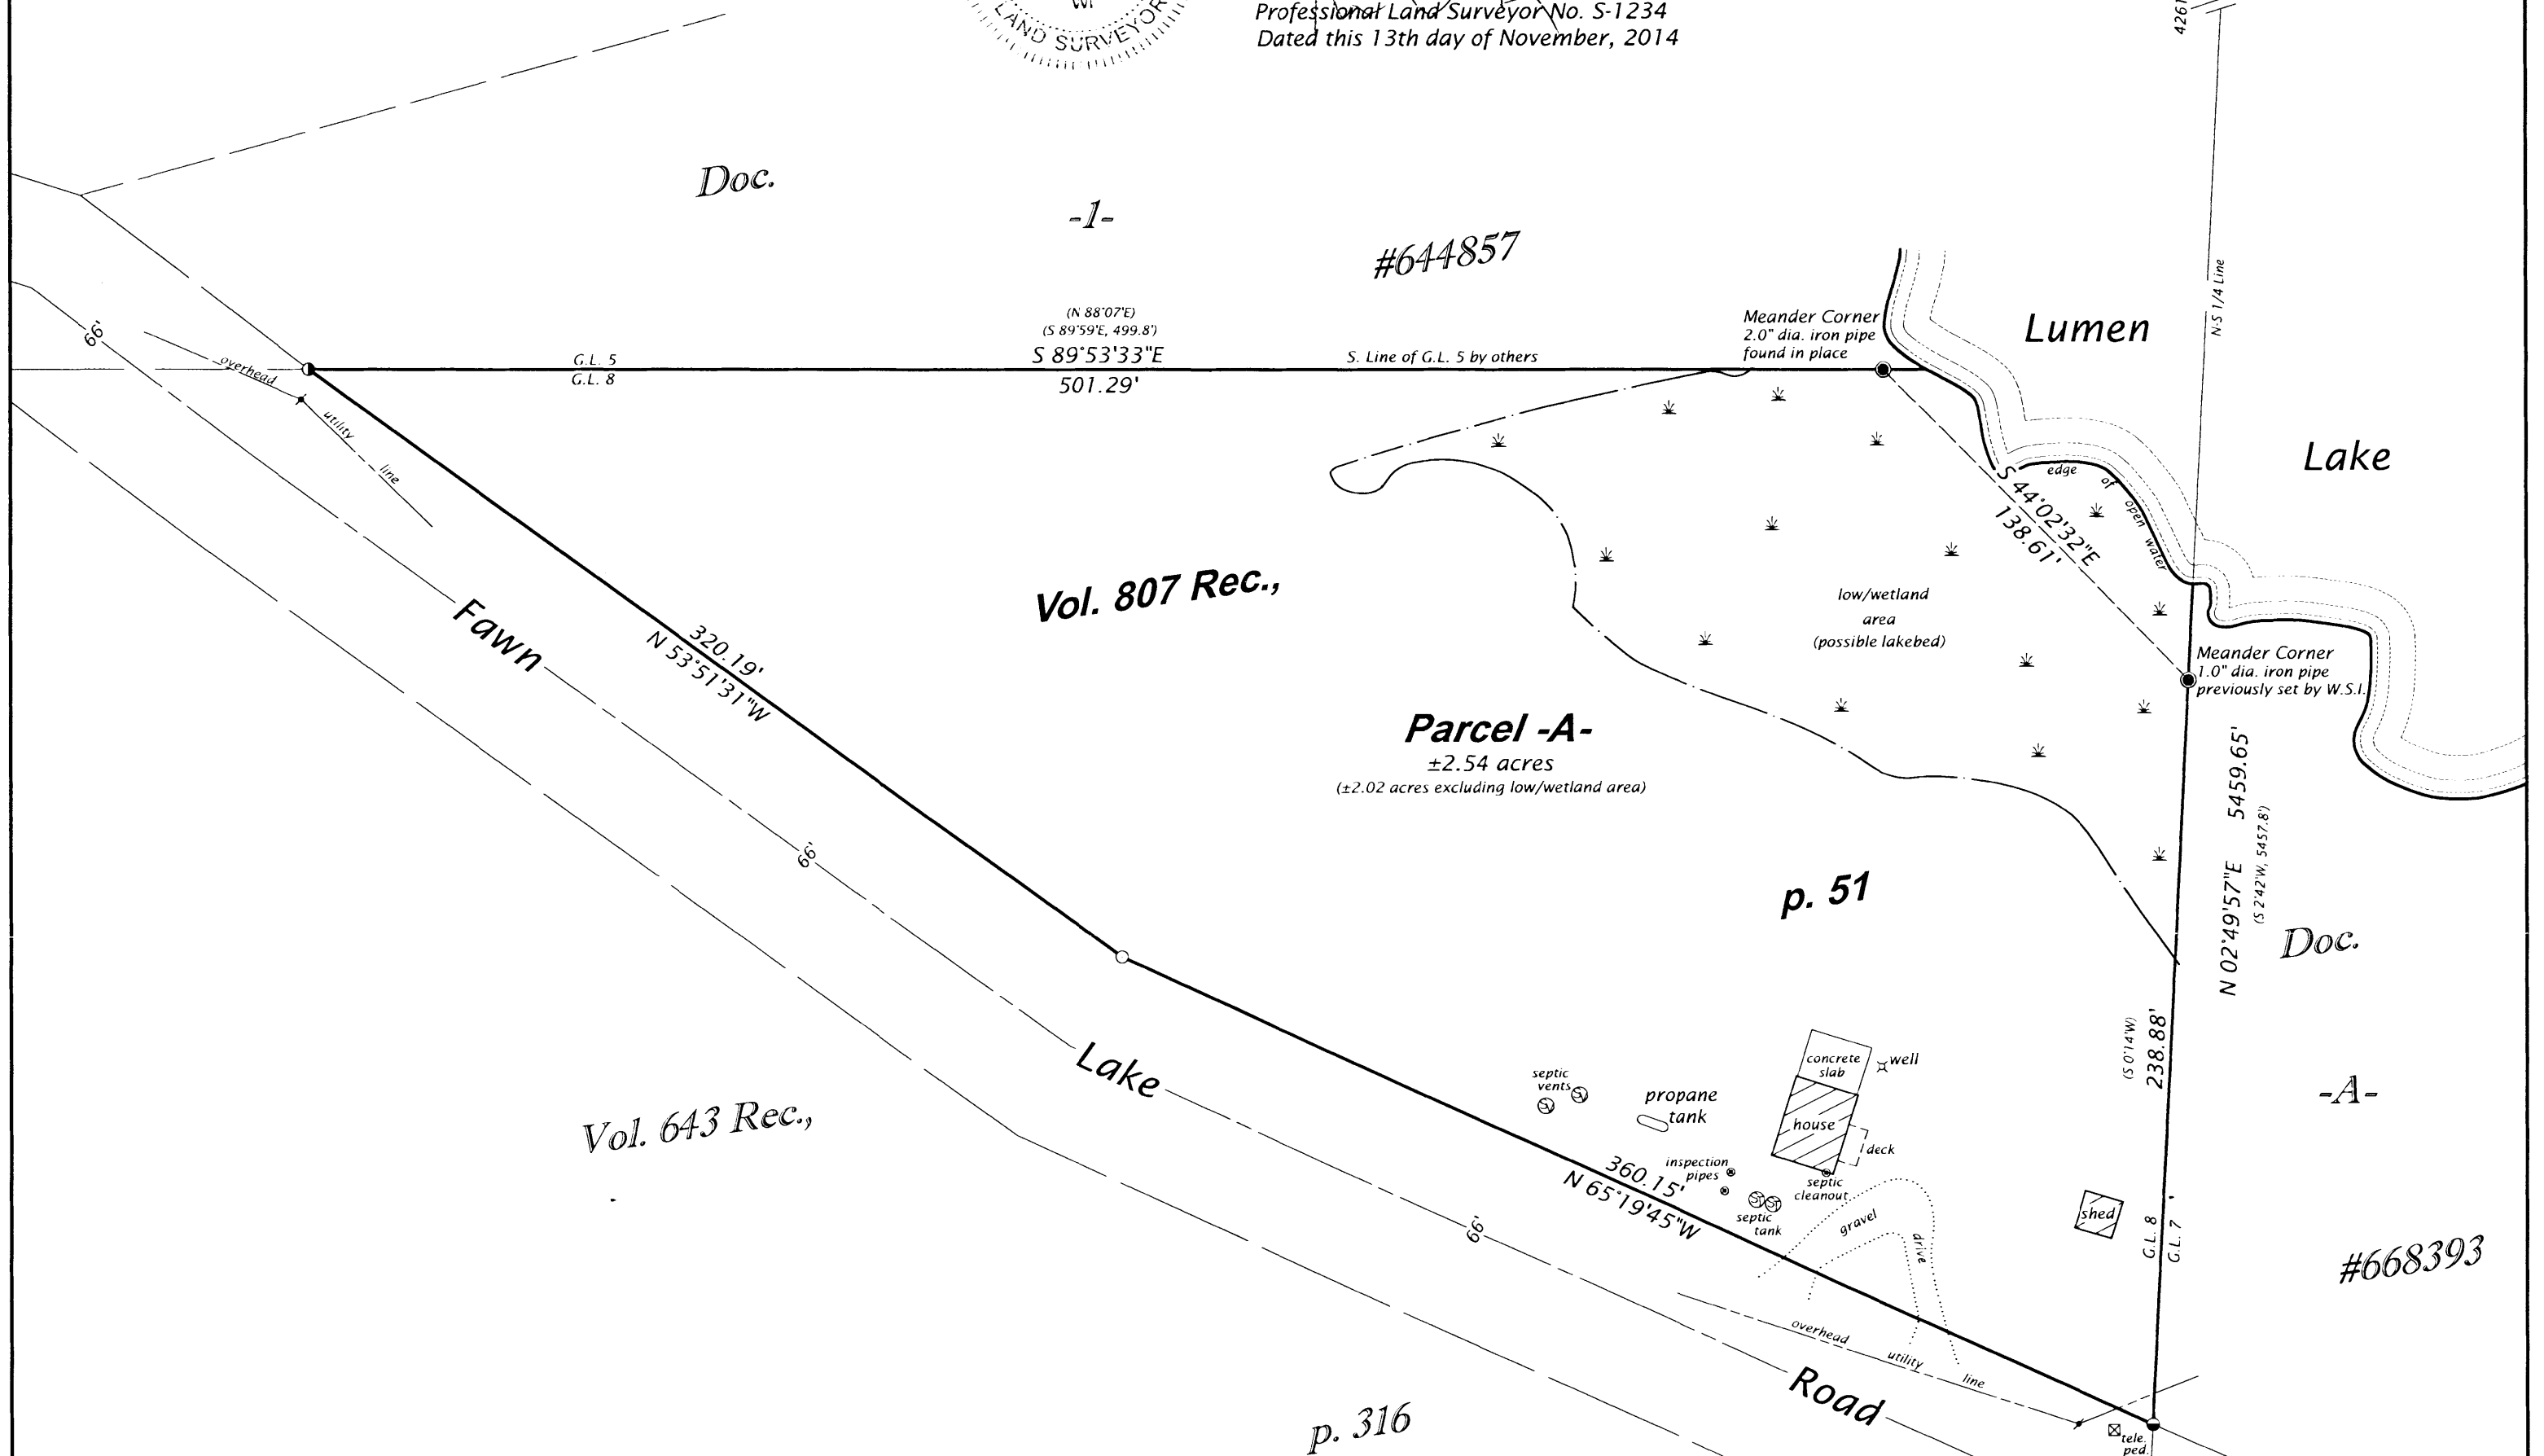 WI
LAND SURVEYOR
Professional Land Surveyor No. S-1234
Dated this 13th day of November, 2014
4261
Doc.
-1-
#644857
N-S 1/4 Line
Lumen
Lake
(N 88°07'E)
(S 89°59'E, 499.8')
S 89°53'33"E
501.29'
G.L. 5
G.L. 8
S. Line of G.L. 5 by others
Meander Corner
2.0" dia. iron pipe
found in place
66'
overhead
utility
line
edge
of
open
water
S 44°02'32"E
138.61'
Fawn
320.19'
N 53°51'31"W
Vol. 807 Rec.,
low/wetland
area
(possible lakebed)
Meander Corner
1.0" dia. iron pipe
previously set by W.S.I.
Parcel -A-
±2.54 acres
(±2.02 acres excluding low/wetland area)
N 02°49'57"E 5459.65'
(S 2°42'W, 5457.8')
66'
p. 51
Doc.
-A-
#668393
(S 0°14'W)
238.88'
Lake
Vol. 643 Rec.,
septic
vents
SV
SV
propane
tank
concrete
slab
well
house
deck
inspection
pipes
septic
cleanout
ST
ST
septic
tank
360.15'
N 65°19'45"W
66'
gravel
drive
shed
G.L. 8
G.L. 7
overhead
utility
line
Road
p. 316
tele.
ped.